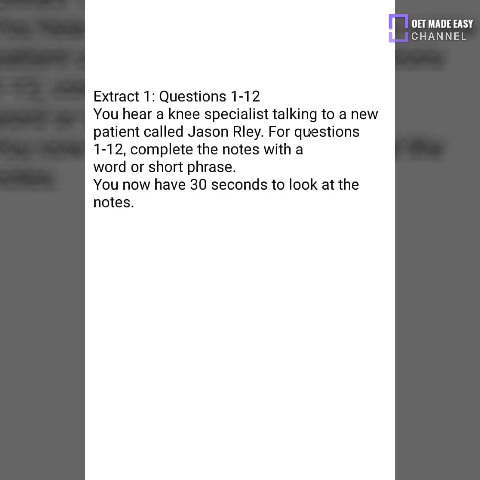 OET MADE EASY
CHANNEL
Extract 1: Questions 1-12
You hear a knee specialist talking to a new
patient called Jason Rley. For questions
1-12, complete the notes with a
word or short phrase.
You now have 30 seconds to look at the
notes.